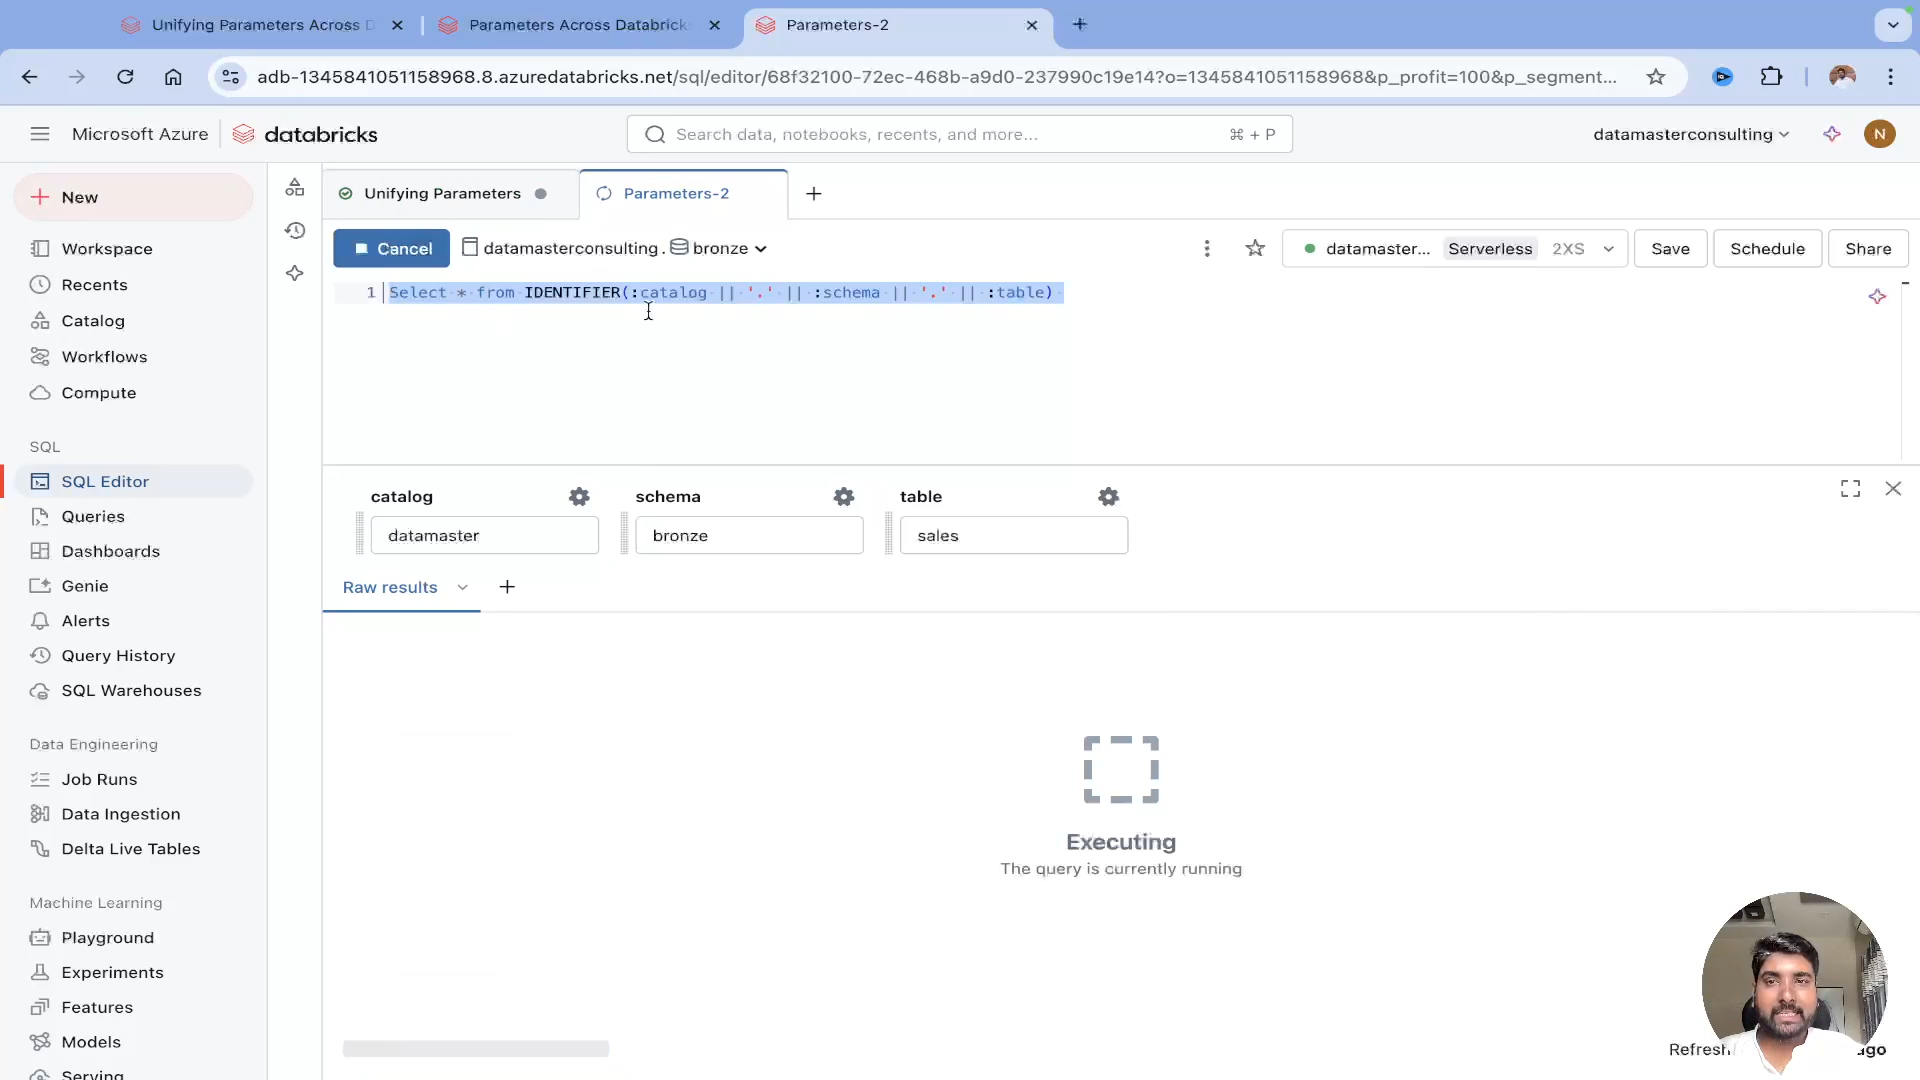 Unifying Parameters Across D
Parameters Across Databrick
Parameters-2
adb-1345841051158968.8.azuredatabricks.net/sql/editor/68f32100-72ec-468b-a9d0-237990c19e14?o=1345841051158968&p_profit=100&p_segment...
Microsoft Azure
databricks
Search data, notebooks, recents, and more...
⌘ + P
datamasterconsulting
N
New
Workspace
Recents
Catalog
Workflows
Compute
SQL
SQL Editor
Queries
Dashboards
Genie
Alerts
Query History
SQL Warehouses
Data Engineering
Job Runs
Data Ingestion
Delta Live Tables
Machine Learning
Playground
Experiments
Features
Models
Serving
Unifying Parameters
Parameters-2
Cancel
datamasterconsulting.
bronze
datamaster...
Serverless
2XS
Save
Schedule
Share
1
Select * from IDENTIFIER(:catalog || '.' || :schema || '.' || :table)
catalog
schema
table
datamaster
bronze
sales
Raw results
Executing
The query is currently running
Refresh
ago